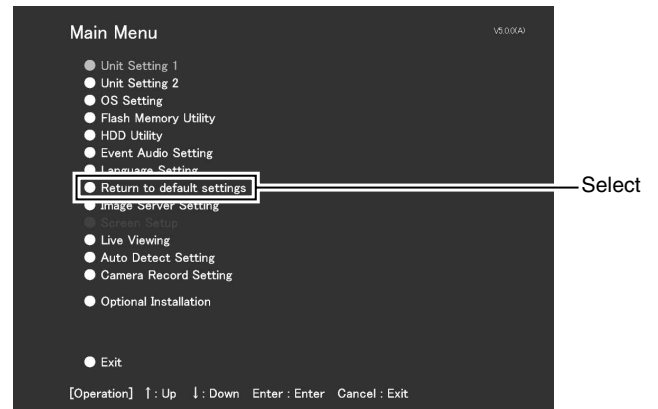 Main Menu
V5.0.0(A)
Unit Setting 1
Unit Setting 2
OS Setting
Flash Memory Utility
HDD Utility
Event Audio Setting
Language Setting
Return to default settings
Select
Image Server Setting
Screen Setup
Live Viewing
Auto Detect Setting
Camera Record Setting
Optional Installation
Exit
[Operation] ↑: Up ↓: Down Enter : Enter Cancel : Exit